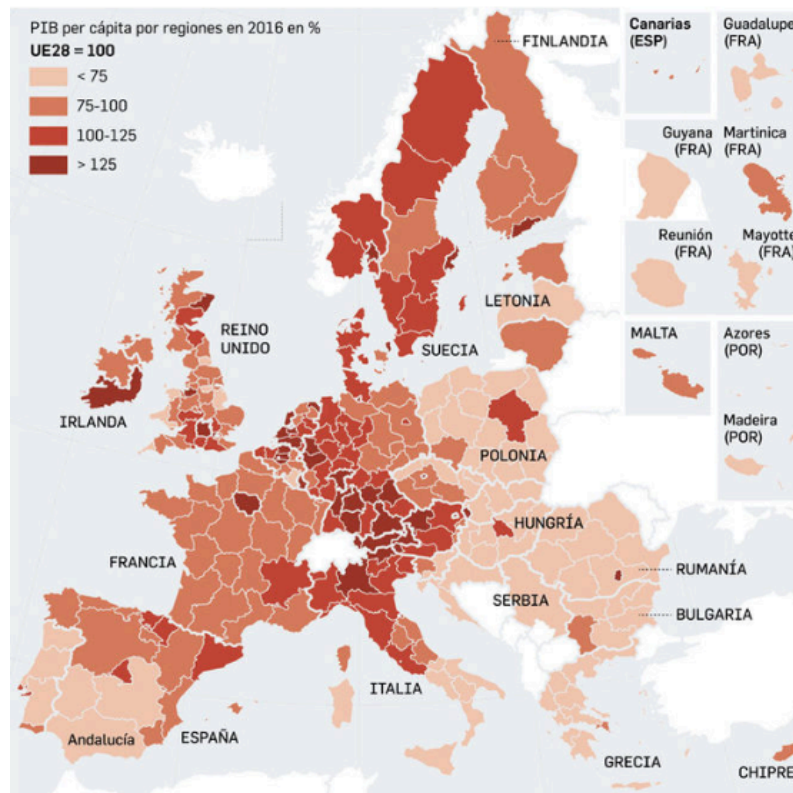 PIB per cápita por regiones en 2016 en %
UE28 = 100
< 75
75-100
100-125
> 125
FINLANDIA
Canarias
(ESP)
Guadalupe
(FRA)
Guyana
(FRA)
Martinica
(FRA)
Reunión
(FRA)
Mayotte
(FRA)
LETONIA
REINO
UNIDO
SUECIA
MALTA
Azores
(POR)
IRLANDA
Madeira
(POR)
POLONIA
HUNGRÍA
FRANCIA
RUMANÍA
SERBIA
BULGARIA
ITALIA
Andalucía
ESPAÑA
GRECIA
CHIPRE